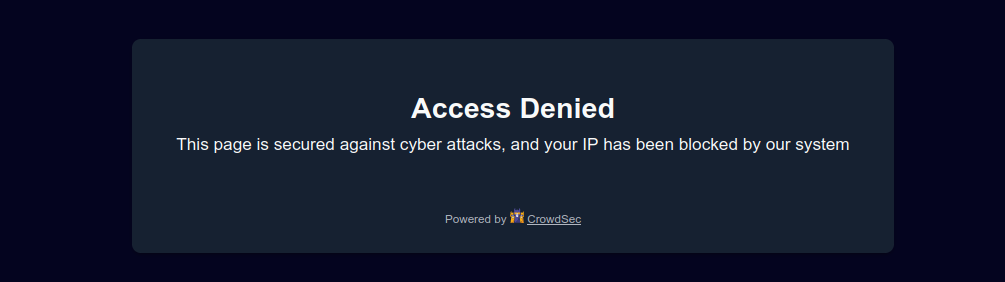 Access Denied
This page is secured against cyber attacks, and your IP has been blocked by our system
Powered by CrowdSec